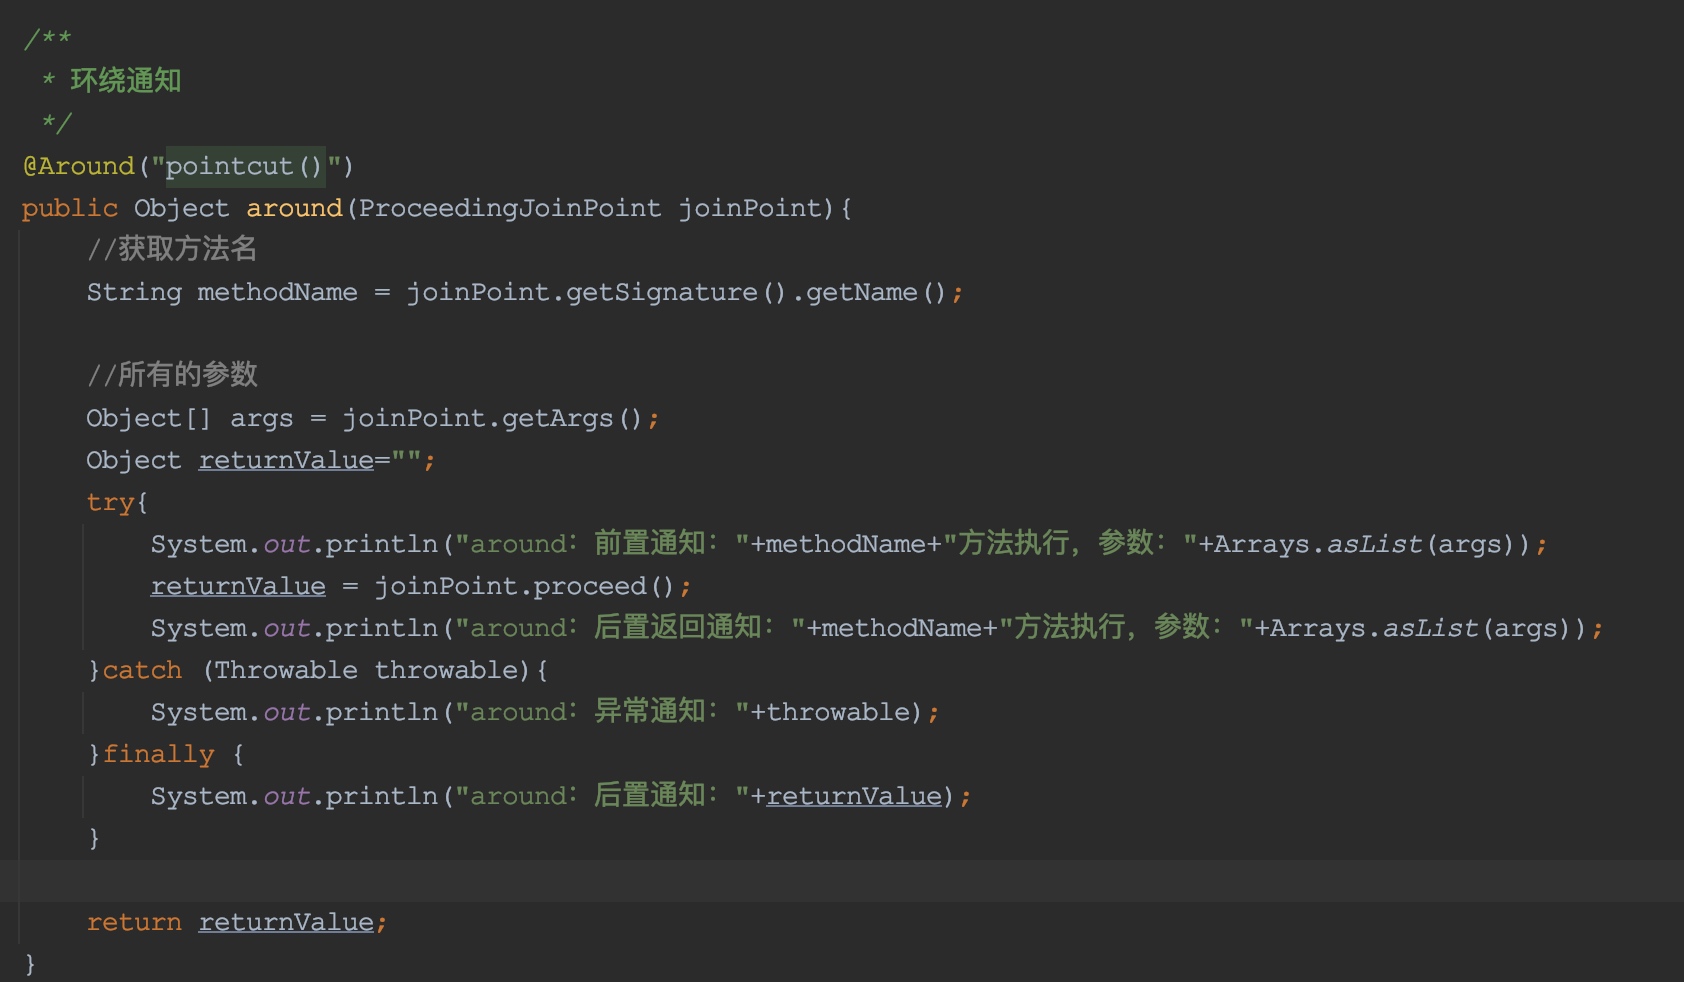 /**
 * 环绕通知
 */
@Around("pointcut()")
public Object around(ProceedingJoinPoint joinPoint){
    //获取方法名
    String methodName = joinPoint.getSignature().getName();

    //所有的参数
    Object[] args = joinPoint.getArgs();
    Object returnValue="";
    try{
        System.out.println("around：前置通知："+methodName+"方法执行，参数："+Arrays.asList(args));
        returnValue = joinPoint.proceed();
        System.out.println("around：后置返回通知："+methodName+"方法执行，参数："+Arrays.asList(args));
    }catch (Throwable throwable){
        System.out.println("around：异常通知："+throwable);
    }finally {
        System.out.println("around：后置通知："+returnValue);
    }

    return returnValue;
}